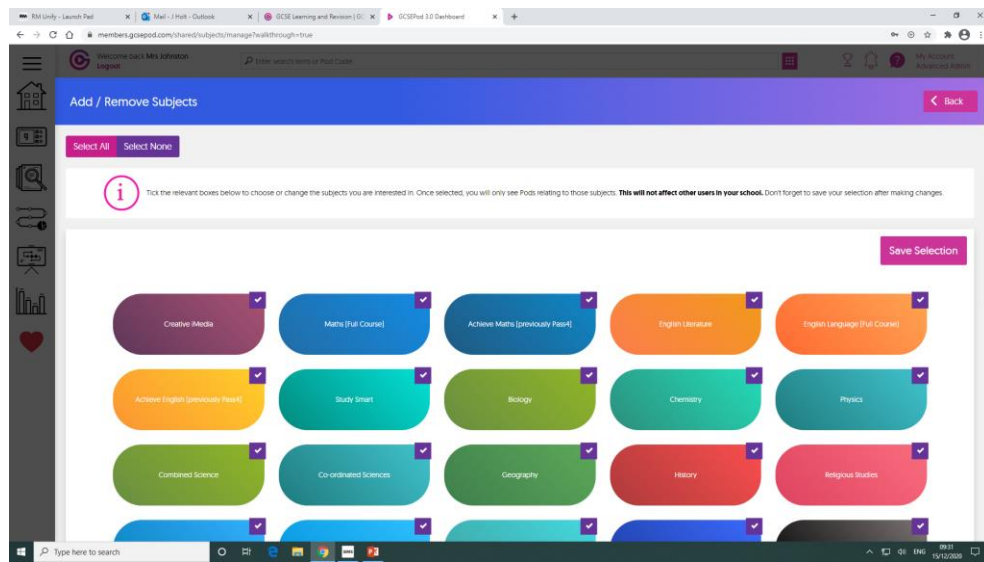 RM Unify - Launch Pad
Mail - J Holt - Outlook
GCSE Learning and Revision | G
GCSEPod 3.0 Dashboard
members.gcsepod.com/shared/subjects/manage?walkthrough=true
Welcome back Mrs Johnston
Logout
Enter search term or Pod Code
My Account
Advanced Admin
Add / Remove Subjects
Back
Select All Select None
Tick the relevant boxes below to choose or change the subjects you are interested in. Once selected, you will only see Pods relating to those subjects. This will not affect other users in your school. Don't forget to save your selection after making changes.
Save Selection
Creative iMedia
Maths [Full Course]
Achieve Maths [previously Pass4]
English Literature
English Language [Full Course]
Achieve English [previously Pass4]
Study Smart
Biology
Chemistry
Physics
Combined Science
Co-ordinated Sciences
Geography
History
Religious Studies
Type here to search
ENG
09:31
15/12/2020